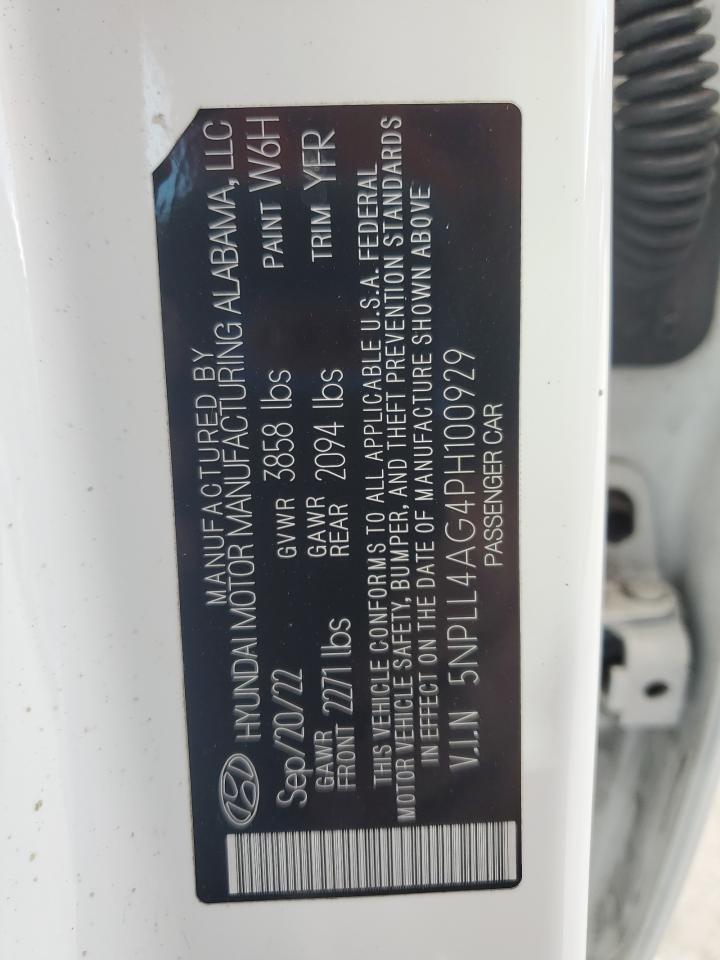 MANUFACTURED BY
HYUNDAI MOTOR MANUFACTURING ALABAMA, LLC
Sep/20/22 GVWR 3858 lbs PAINT W6H
GAWR FRONT 2271 lbs GAWR REAR 2094 lbs TRIM YFR
THIS VEHICLE CONFORMS TO ALL APPLICABLE U.S.A. FEDERAL
MOTOR VEHICLE SAFETY, BUMPER, AND THEFT PREVENTION STANDARDS
IN EFFECT ON THE DATE OF MANUFACTURE SHOWN ABOVE
V.I.N 5NPLL4AG4PH100929
PASSENGER CAR